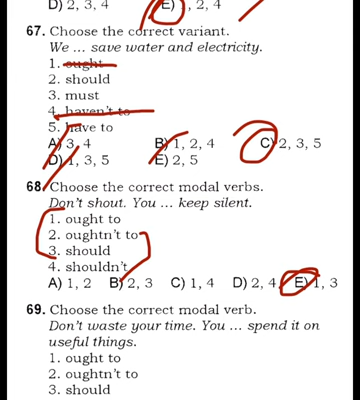 D) 2, 3, 4 E) 1, 2, 4
67. Choose the correct variant.
We ... save water and electricity.
1. ought
2. should
3. must
4. haven't to
5. have to
A) 3, 4 B) 1, 2, 4 C) 2, 3, 5
D) 1, 3, 5 E) 2, 5
68. Choose the correct modal verbs.
Don't shout. You ... keep silent.
1. ought to
2. oughtn't to
3. should
4. shouldn't
A) 1, 2 B) 2, 3 C) 1, 4 D) 2, 4 E) 1, 3
69. Choose the correct modal verb.
Don't waste your time. You ... spend it on
useful things.
1. ought to
2. oughtn't to
3. should